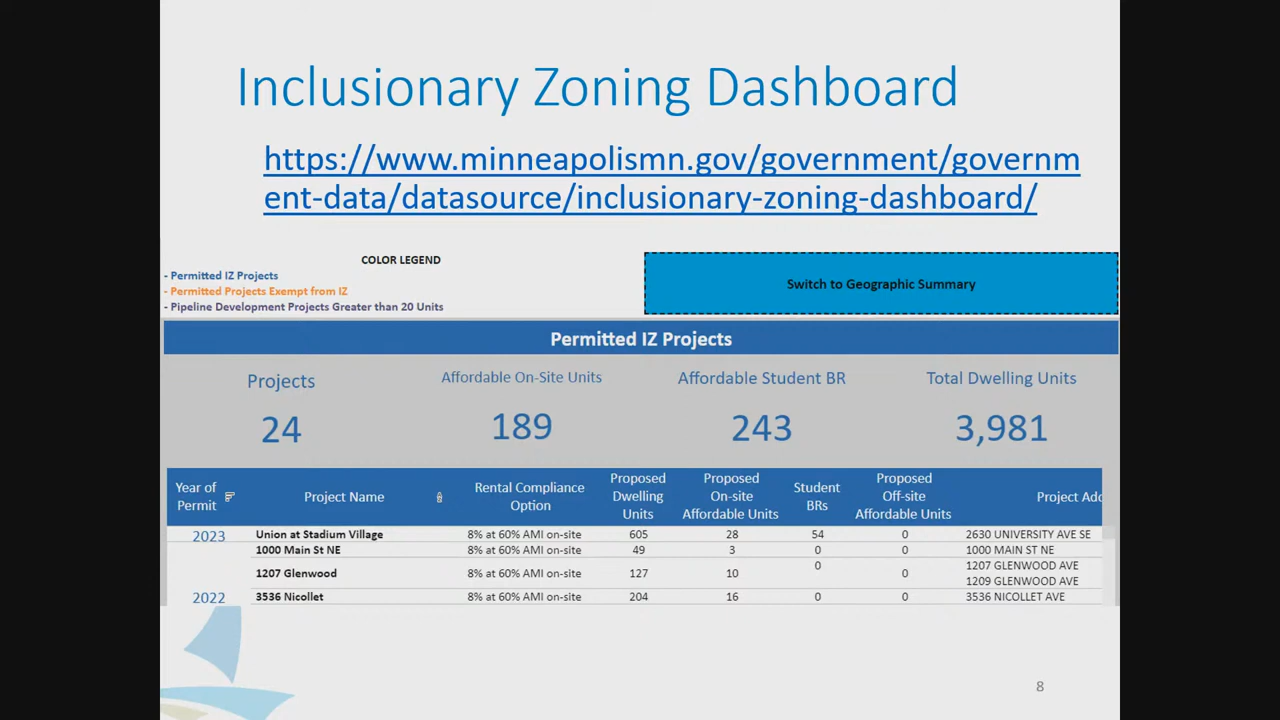 Inclusionary Zoning Dashboard
https://www.minneapolismn.gov/government/governm
ent-data/datasource/inclusionary-zoning-dashboard/
COLOR LEGEND
- Permitted IZ Projects
- Permitted Projects Exempt from IZ
- Pipeline Development Projects Greater than 20 Units
Switch to Geographic Summary
Permitted IZ Projects
Projects Affordable On-Site Units Affordable Student BR Total Dwelling Units
24 189 243 3,981
Year of Permit Project Name Rental Compliance Option Proposed Dwelling Units Proposed On-site Affordable Units Student BRs Proposed Off-site Affordable Units Project Add
2023 Union at Stadium Village 8% at 60% AMI on-site 605 28 54 0 2630 UNIVERSITY AVE SE
1000 Main St NE 8% at 60% AMI on-site 49 3 0 0 1000 MAIN ST NE
1207 Glenwood 8% at 60% AMI on-site 127 10 0 0 1207 GLENWOOD AVE
1209 GLENWOOD AVE
2022 3536 Nicollet 8% at 60% AMI on-site 204 16 0 0 3536 NICOLLET AVE
8